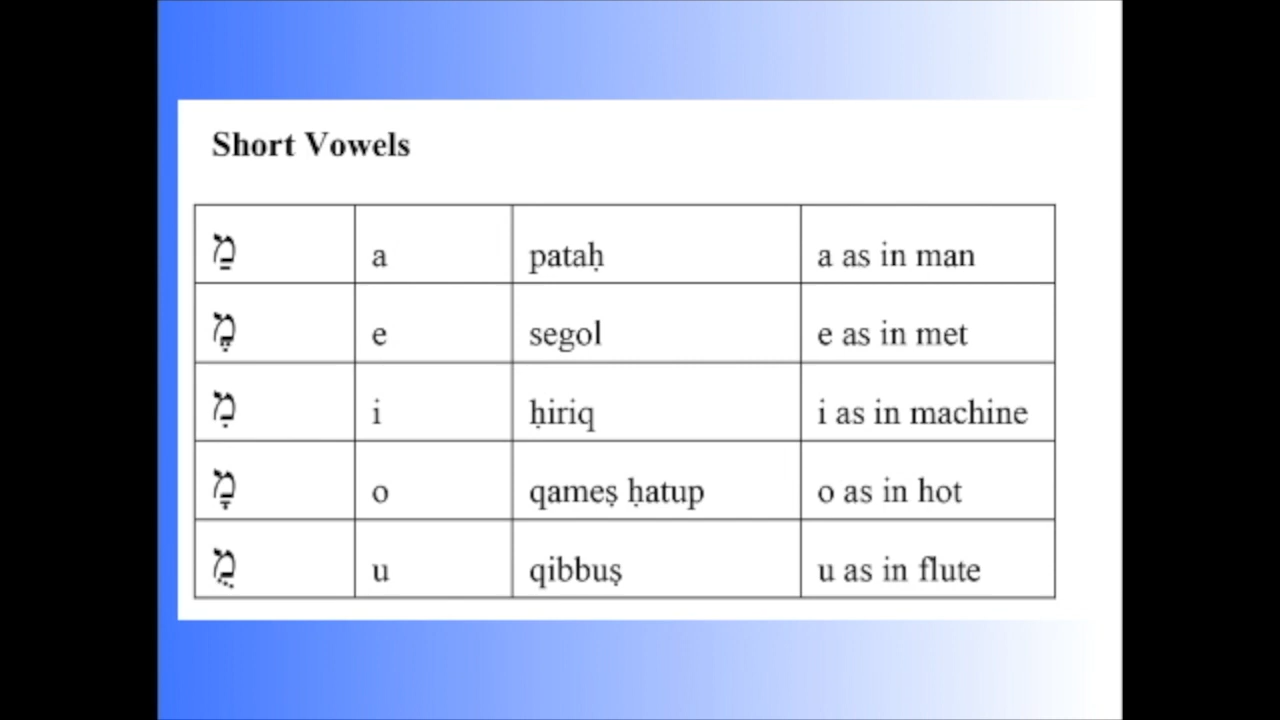 Short Vowels
מַ a pataḥ a as in man
מֶ e segol e as in met
מִ i ḥiriq i as in machine
מָ o qameṣ ḥatup o as in hot
מֻ u qibbuṣ u as in flute